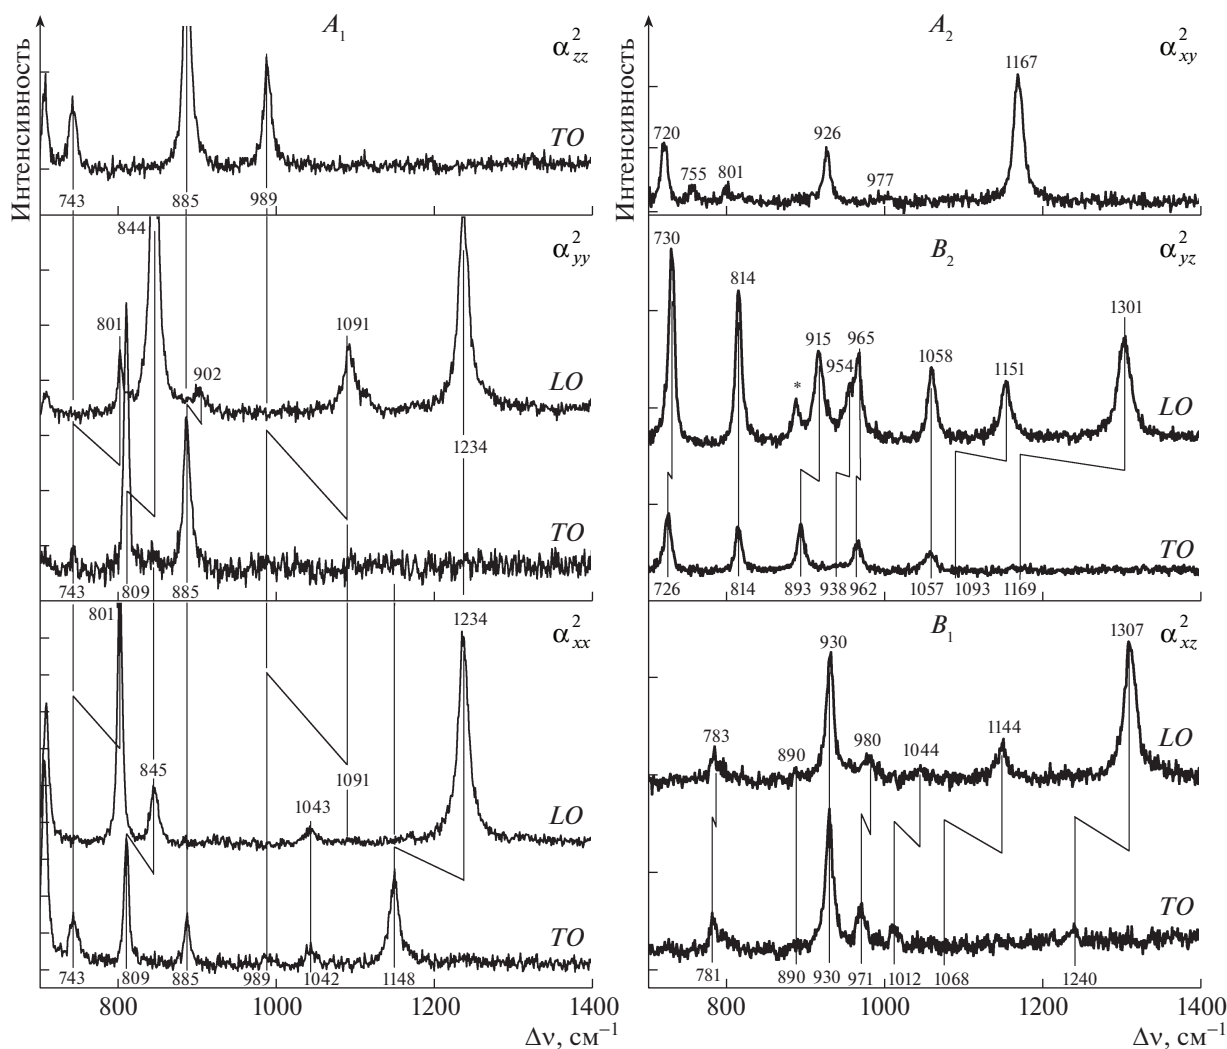 Интенсивность
A₁
α²zz
TO
743
885
989
844
α²yy
801
902
1091
LO
1234
TO
743
809
885
801
1234
α²xx
845
1043
1091
LO
TO
743
809
885
989
1042
1148
800
1000
1200
1400
Δν, см⁻¹
Интенсивность
A₂
α²xy
1167
720
755
801
926
977
730
B₂
α²yz
814
915
954
965
*
1058
1151
1301
LO
TO
726
814
893
938
962
1057
1093
1169
B₁
α²xz
930
1307
783
890
980
1044
1144
LO
TO
781
890
930
971
1012
1068
1240
800
1000
1200
1400
Δν, см⁻¹